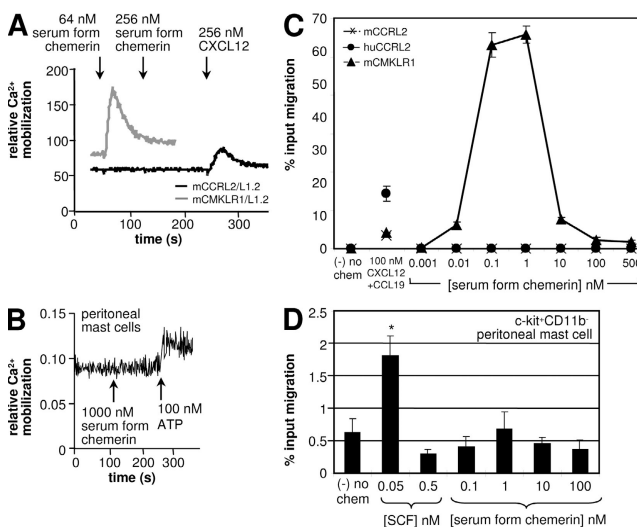 A
64 nM
serum form
chemerin
256 nM
serum form
chemerin
256 nM
CXCL12
relative Ca2+
mobilization
200
150
100
50
0
mCCRL2/L1.2
mCMKLR1/L1.2
0
100
200
300
time (s)
B
peritoneal
mast cells
relative Ca2+
mobilization
0.15
0.10
0.05
0
1000 nM
serum form
chemerin
100 nM
ATP
0
100
200
300
time (s)
C
% input migration
70
60
50
40
30
20
10
0
mCCRL2
huCCRL2
mCMKLR1
(-) no
chem
100 nM
CXCL12
+CCL19
0.001
0.01
0.1
1
10
100
500
[serum form chemerin] nM
D
c-kit+CD11b-
peritoneal mast cell
% input migration
2.5
2
1.5
1
0.5
0
*
(-) no
chem
0.05
0.5
0.1
1
10
100
[SCF] nM
[serum form chemerin] nM